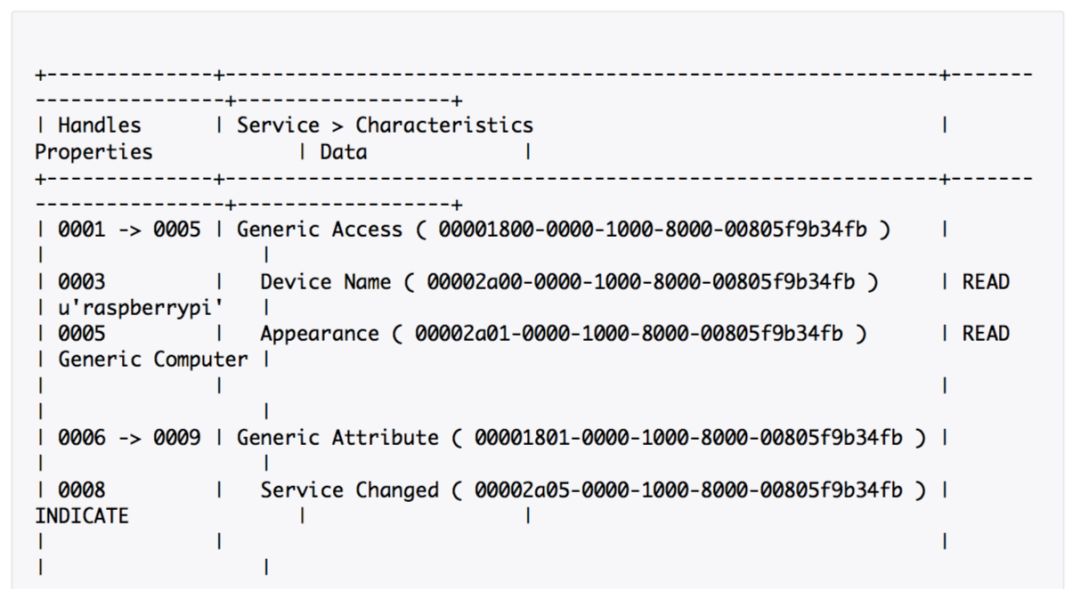 +--------------+------------------------------------------------------------+-------
----------------+------------------+
| Handles      | Service > Characteristics                                  |
Properties            | Data             |
+--------------+------------------------------------------------------------+-------
----------------+------------------+
| 0001 -> 0005 | Generic Access ( 00001800-0000-1000-8000-00805f9b34fb )    |
|                  |
| 0003         |   Device Name ( 00002a00-0000-1000-8000-00805f9b34fb )     | READ
| u'raspberrypi'   |
| 0005         |   Appearance ( 00002a01-0000-1000-8000-00805f9b34fb )      | READ
| Generic Computer |
|              |                                                            |
|                  |
| 0006 -> 0009 | Generic Attribute ( 00001801-0000-1000-8000-00805f9b34fb ) |
|                  |
| 0008         |   Service Changed ( 00002a05-0000-1000-8000-00805f9b34fb ) |
INDICATE              |                  |
|              |                                                            |
|                  |